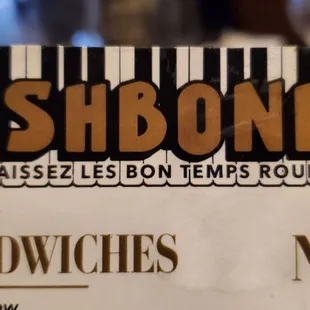 SHBON
AISSEZ LES BON TEMPS ROU
DWICHES N